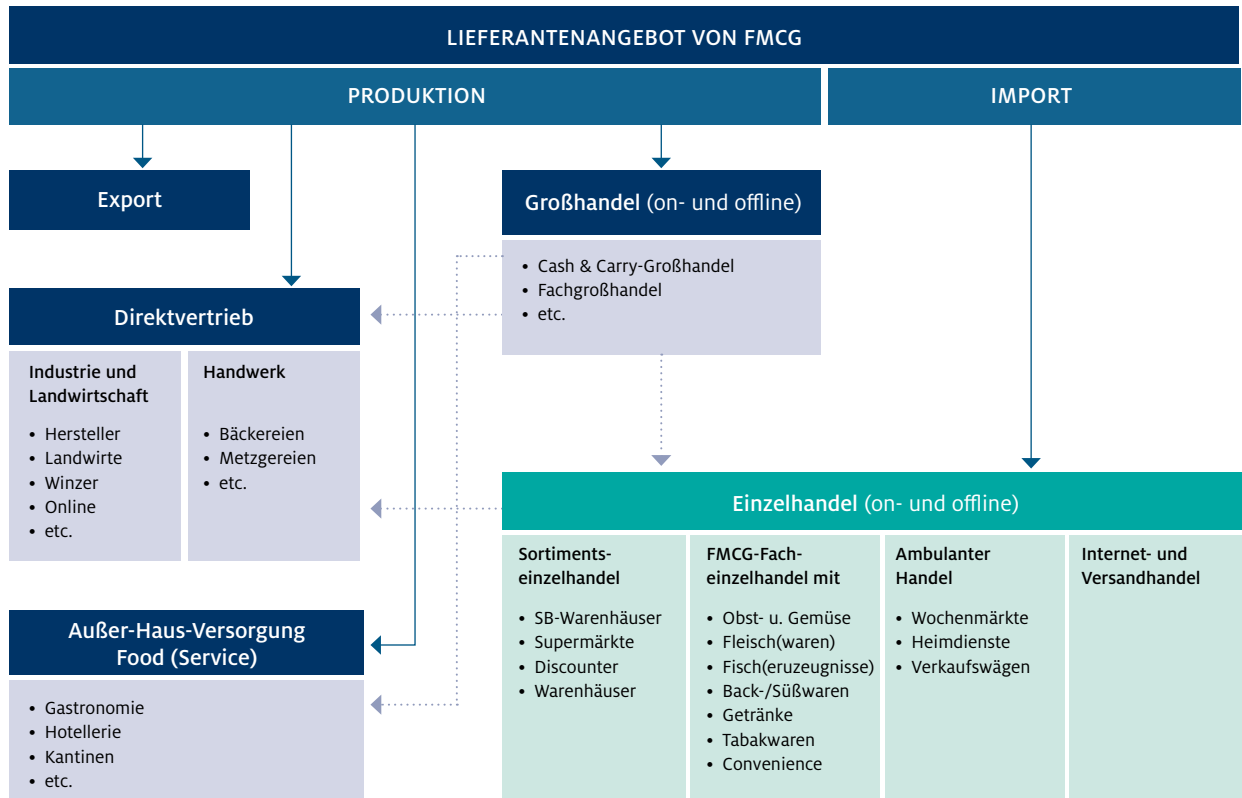 LIEFERANTENANGEBOT VON FMCG
PRODUKTION
IMPORT
Export
Großhandel (on- und offline)
• Cash & Carry-Großhandel
• Fachgroßhandel
• etc.
Direktvertrieb
Industrie und
Landwirtschaft
• Hersteller
• Landwirte
• Winzer
• Online
• etc.
Handwerk
• Bäckereien
• Metzgereien
• etc.
Einzelhandel (on- und offline)
Sortiments-
einzelhandel
• SB-Warenhäuser
• Supermärkte
• Discounter
• Warenhäuser
FMCG-Fach-
einzelhandel mit
• Obst- u. Gemüse
• Fleisch(waren)
• Fisch(eruzeugnisse)
• Back-/Süßwaren
• Getränke
• Tabakwaren
• Convenience
Ambulanter
Handel
• Wochenmärkte
• Heimdienste
• Verkaufswägen
Internet- und
Versandhandel
Außer-Haus-Versorgung
Food (Service)
• Gastronomie
• Hotellerie
• Kantinen
• etc.